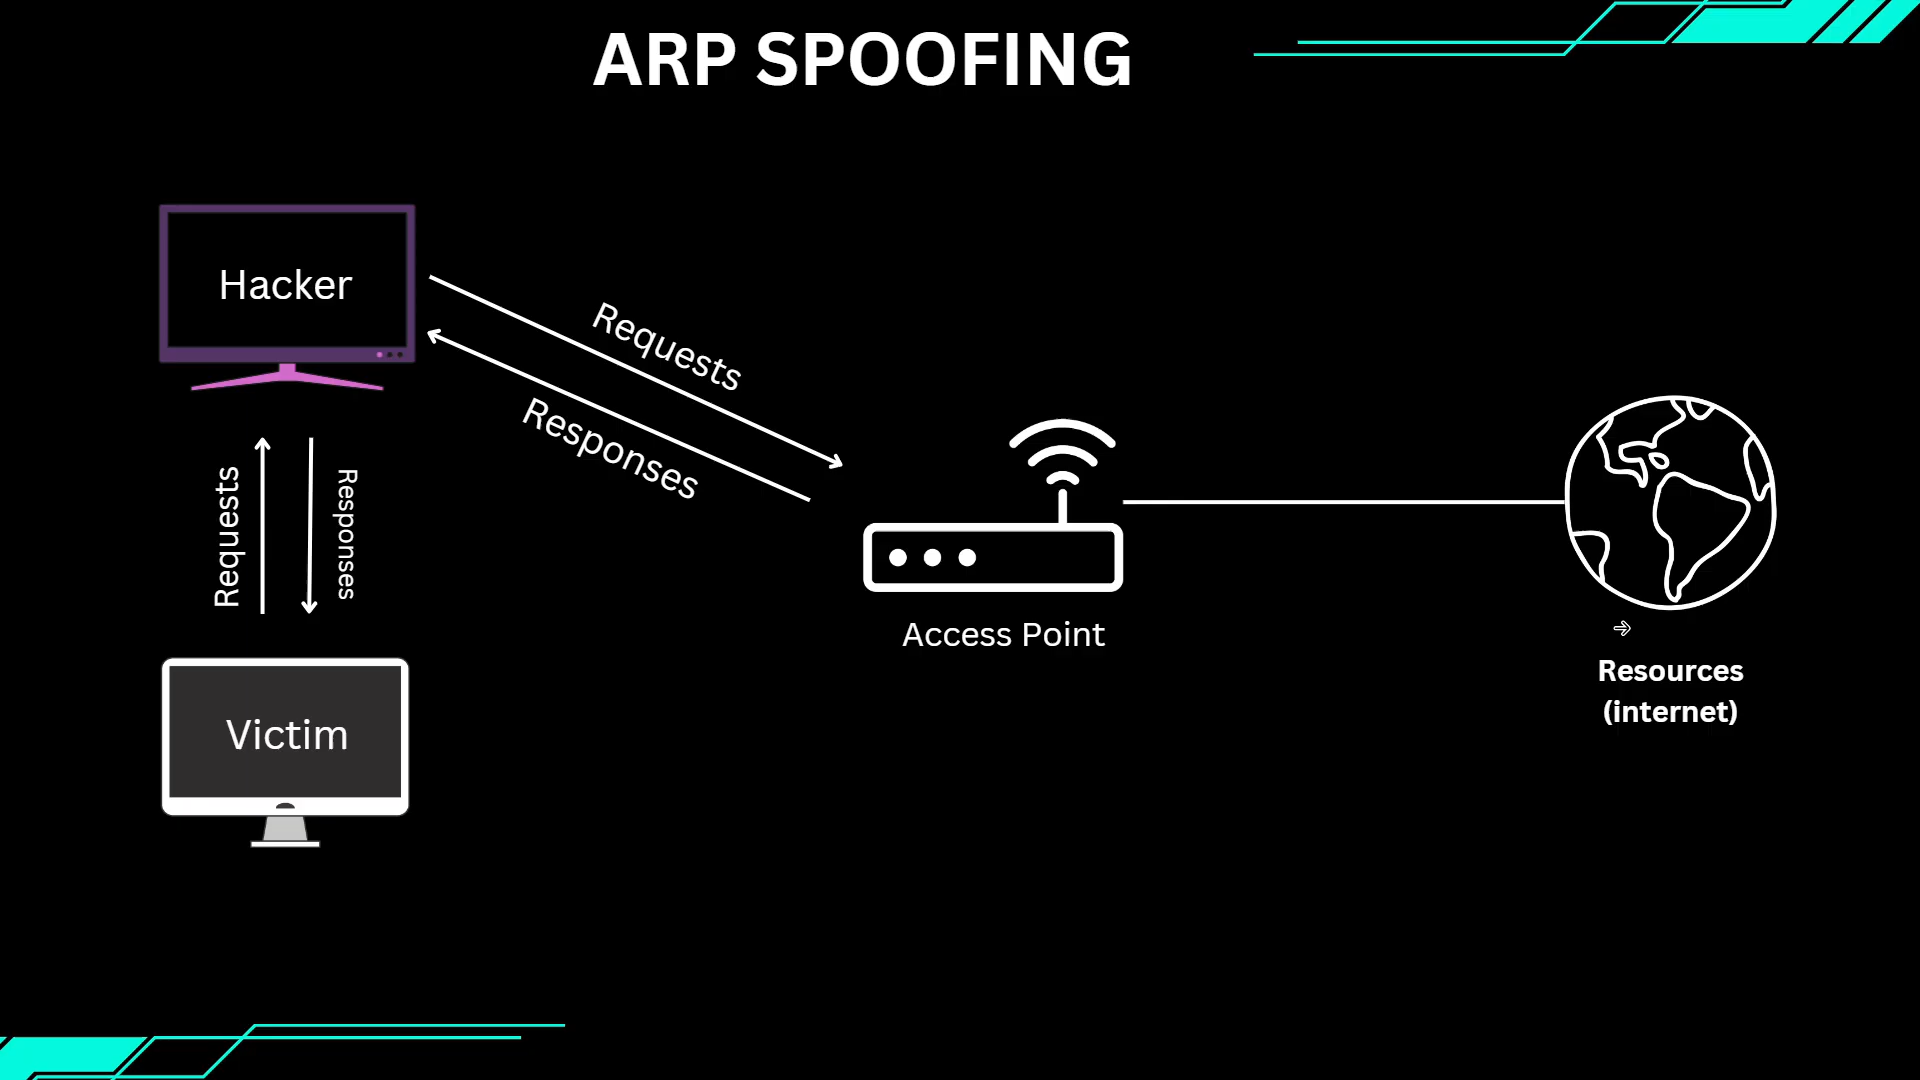 ARP SPOOFING
Hacker
Requests
Responses
Requests
Responses
Access Point
Victim
Resources
(internet)